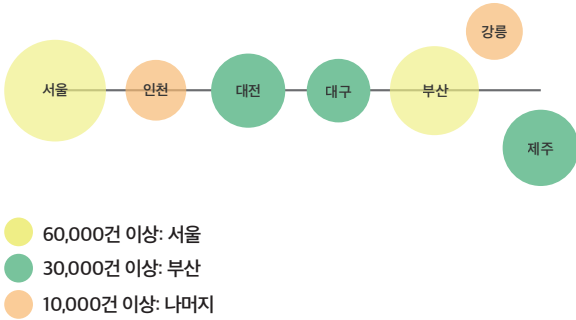 강릉
서울
인천
대전
대구
부산
제주
60,000건 이상: 서울
30,000건 이상: 부산
10,000건 이상: 나머지